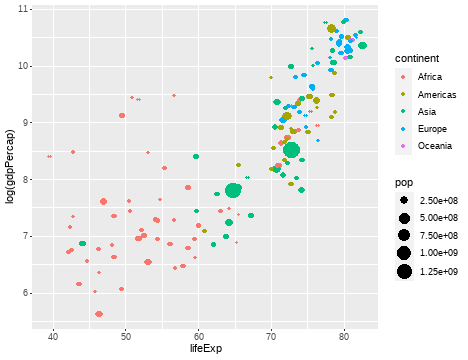 11
10
9
8
7
6
log(gdpPercap)
40
50
60
70
80
lifeExp
continent
Africa
Americas
Asia
Europe
Oceania
pop
2.50e+08
5.00e+08
7.50e+08
1.00e+09
1.25e+09